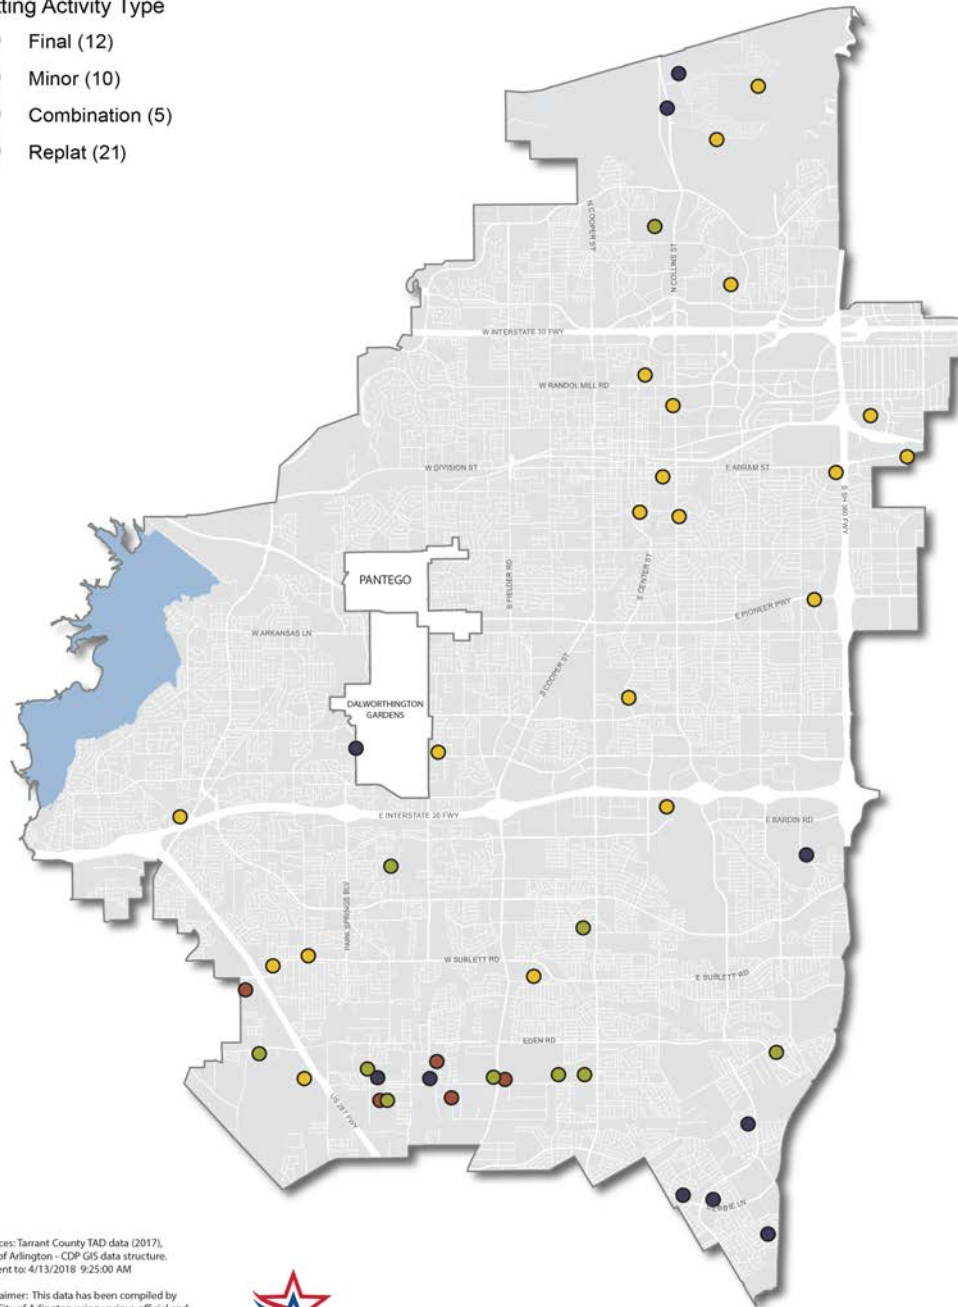 tting Activity Type
Final (12)
Minor (10)
Combination (5)
Replat (21)
N COOPER ST
N COLLINS ST
W INTERSTATE 30 FWY
W RANDOL MILL RD
W DIVISION ST
E ABRAM ST
S SH 360 FWY
PANTEGO
S FIELDER RD
S CENTER ST
E PIONEER PWY
W ARKANSAS LN
S COOPER ST
DALWORTHINGTON
GARDENS
E INTERSTATE 20 FWY
E BARDIN RD
PARK SPRINGS BLV
W SUBLETT RD
E SUBLETT RD
EDEN RD
US 287 FWY
EBBIE LN
ces: Tarrant County TAD data (2017),
of Arlington - CDP GIS data structure.
ent to: 4/13/2018 9:25:00 AM
aimer: This data has been compiled by